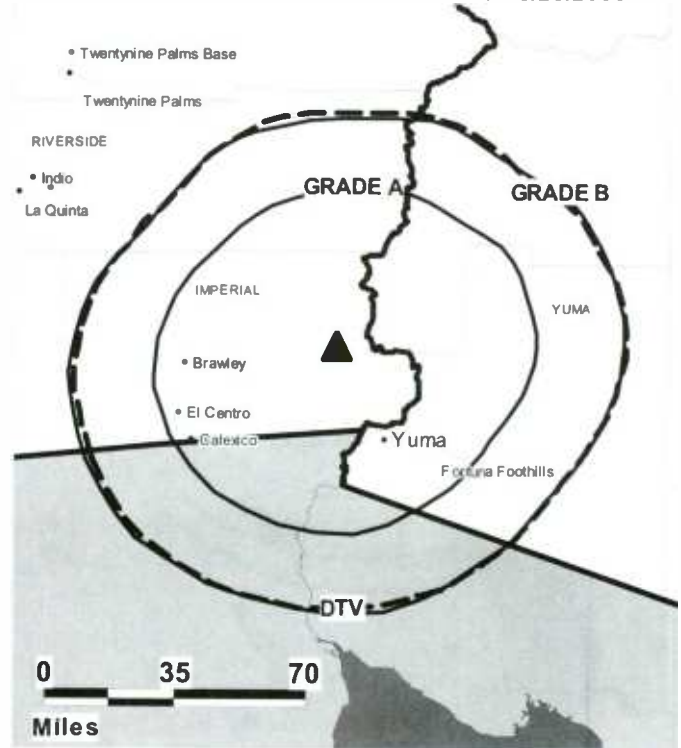 Twentynine Palms Base
Twentynine Palms
RIVERSIDE
Indio
La Quinta
GRADE A
GRADE B
IMPERIAL
YUMA
Brawley
El Centro
Calexico
Yuma
Fortuna Foothills
DTV
0 35 70
Miles